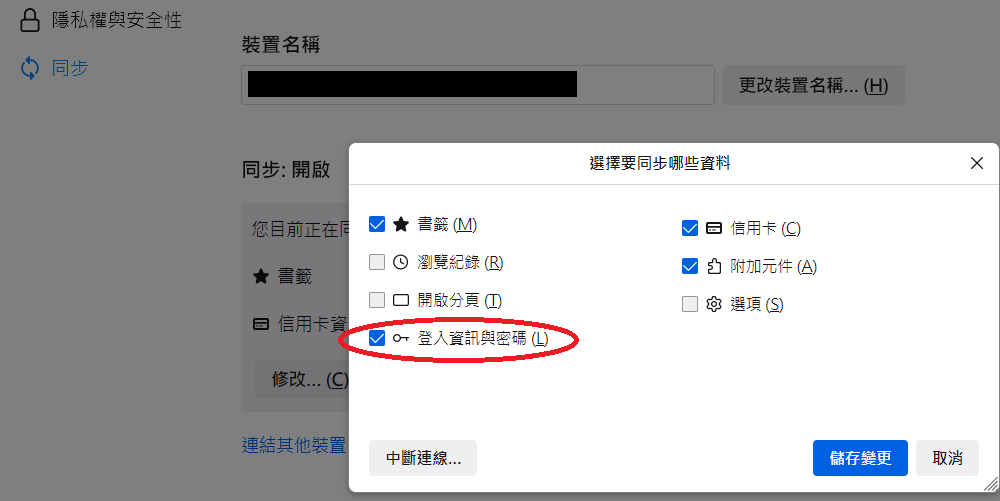 隱私權與安全性
同步
裝置名稱
更改裝置名稱... (H)
同步: 開啟
您目前正在同
書籤
信用卡資
修改... (C)
連結其他裝置
選擇要同步哪些資料
書籤 (M)
瀏覽紀錄 (R)
開啟分頁 (T)
登入資訊與密碼 (L)
信用卡 (C)
附加元件 (A)
選項 (S)
中斷連線...
儲存變更
取消